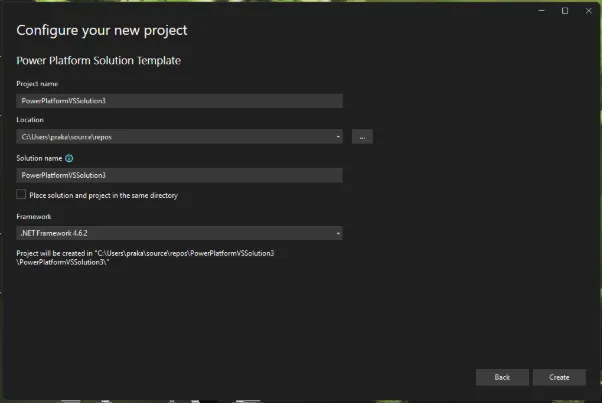 Configure your new project
Power Platform Solution Template
Project name
PowerPlatformVSSolution3
Location
C:\Users\praka\source\repos
...
Solution name
PowerPlatformVSSolution3
Place solution and project in the same directory
Framework
.NET Framework 4.6.2
Project will be created in "C:\Users\praka\source\repos\PowerPlatformVSSolution3
\PowerPlatformVSSolution3\"
Back
Create